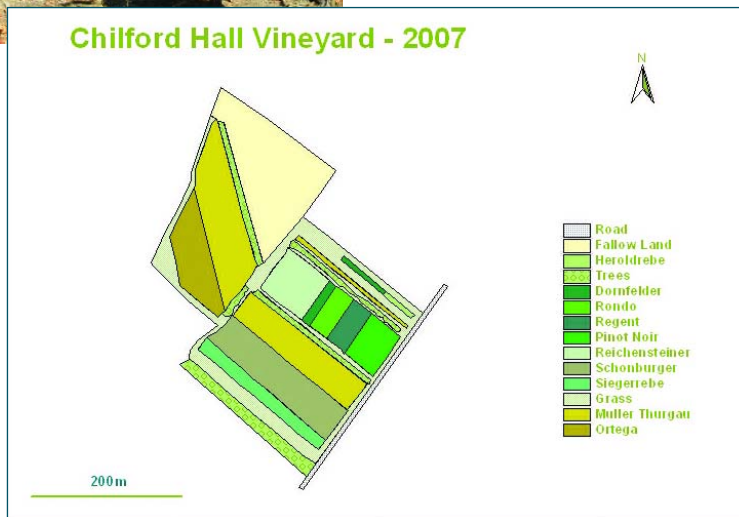 Chilford Hall Vineyard - 2007
N
Road
Fallow Land
Heroldrebe
Trees
Dornfelder
Rondo
Regent
Pinot Noir
Reichensteiner
Schonburger
Siegerrebe
Grass
Muller Thurgau
Ortega
200m